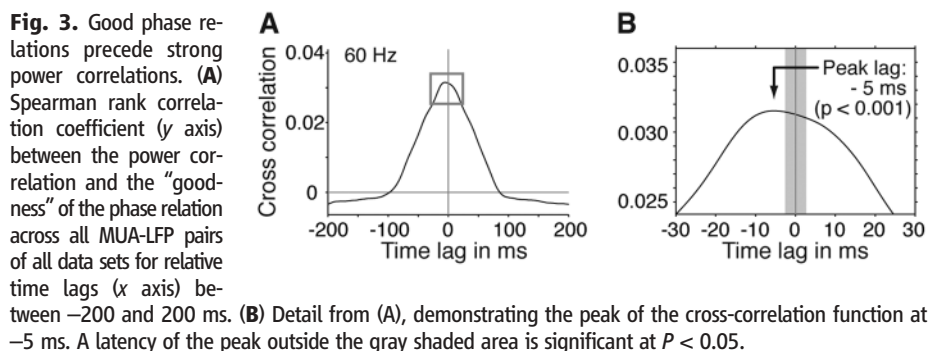 Fig. 3. Good phase re-
lations precede strong
power correlations. (A)
Spearman rank correla-
tion coefficient (y axis)
between the power cor-
relation and the “good-
ness” of the phase relation
across all MUA-LFP pairs
of all data sets for relative
time lags (x axis) be-
tween −200 and 200 ms. (B) Detail from (A), demonstrating the peak of the cross-correlation function at
−5 ms. A latency of the peak outside the gray shaded area is significant at P < 0.05.
A
Cross correlation
0.04
0.02
0
60 Hz
-200 -100 0 100 200
Time lag in ms
B
0.035
0.030
0.025
Peak lag:
- 5 ms
(p < 0.001)
-30 -20 -10 0 10 20 30
Time lag in ms